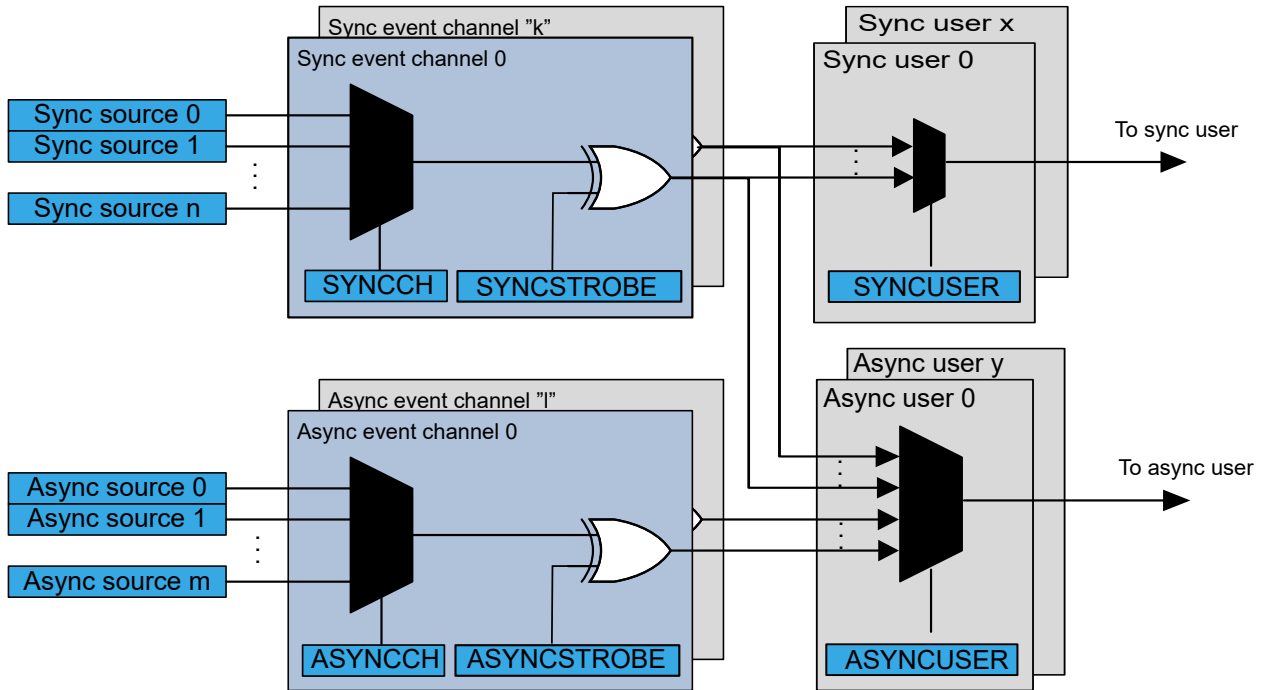 Sync event channel ”k”
Sync event channel 0
Sync source 0
Sync source 1
Sync source n
SYNCCH
SYNCSTROBE
Sync user x
Sync user 0
SYNCUSER
To sync user
Async event channel ”l”
Async event channel 0
Async source 0
Async source 1
Async source m
ASYNCCH
ASYNCSTROBE
Async user y
Async user 0
ASYNCUSER
To async user